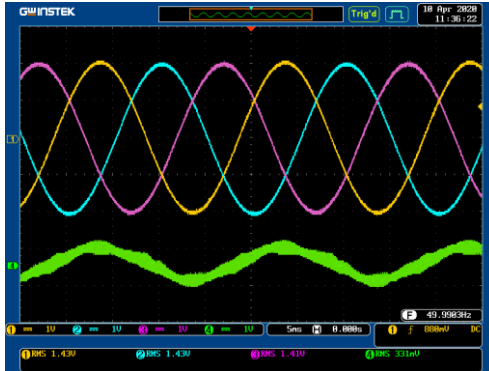 GWINSTEK Trig'd 10 Apr 2020
11:36:22
1
4
F 49.9903Hz
1 1V 2 1V 3 1V 4 1V 5ms H 0.000s 1 f 880mV DC
1 RMS 1.43V 2 RMS 1.43V 3 RMS 1.41V 4 RMS 331mV